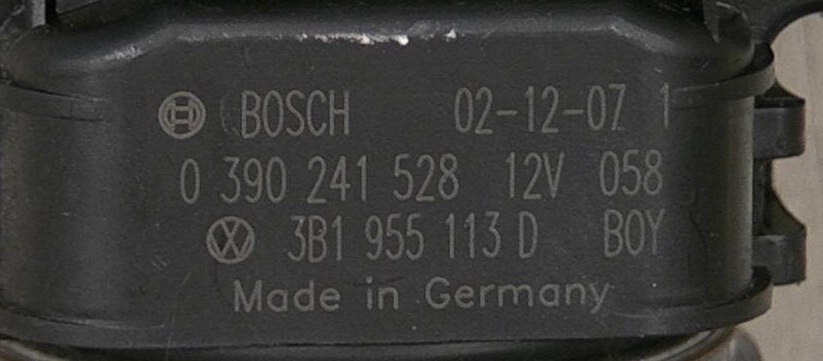 BOSCH 02-12-07 1
0 390 241 528 12V 058
3B1 955 113 D BOY
Made in Germany